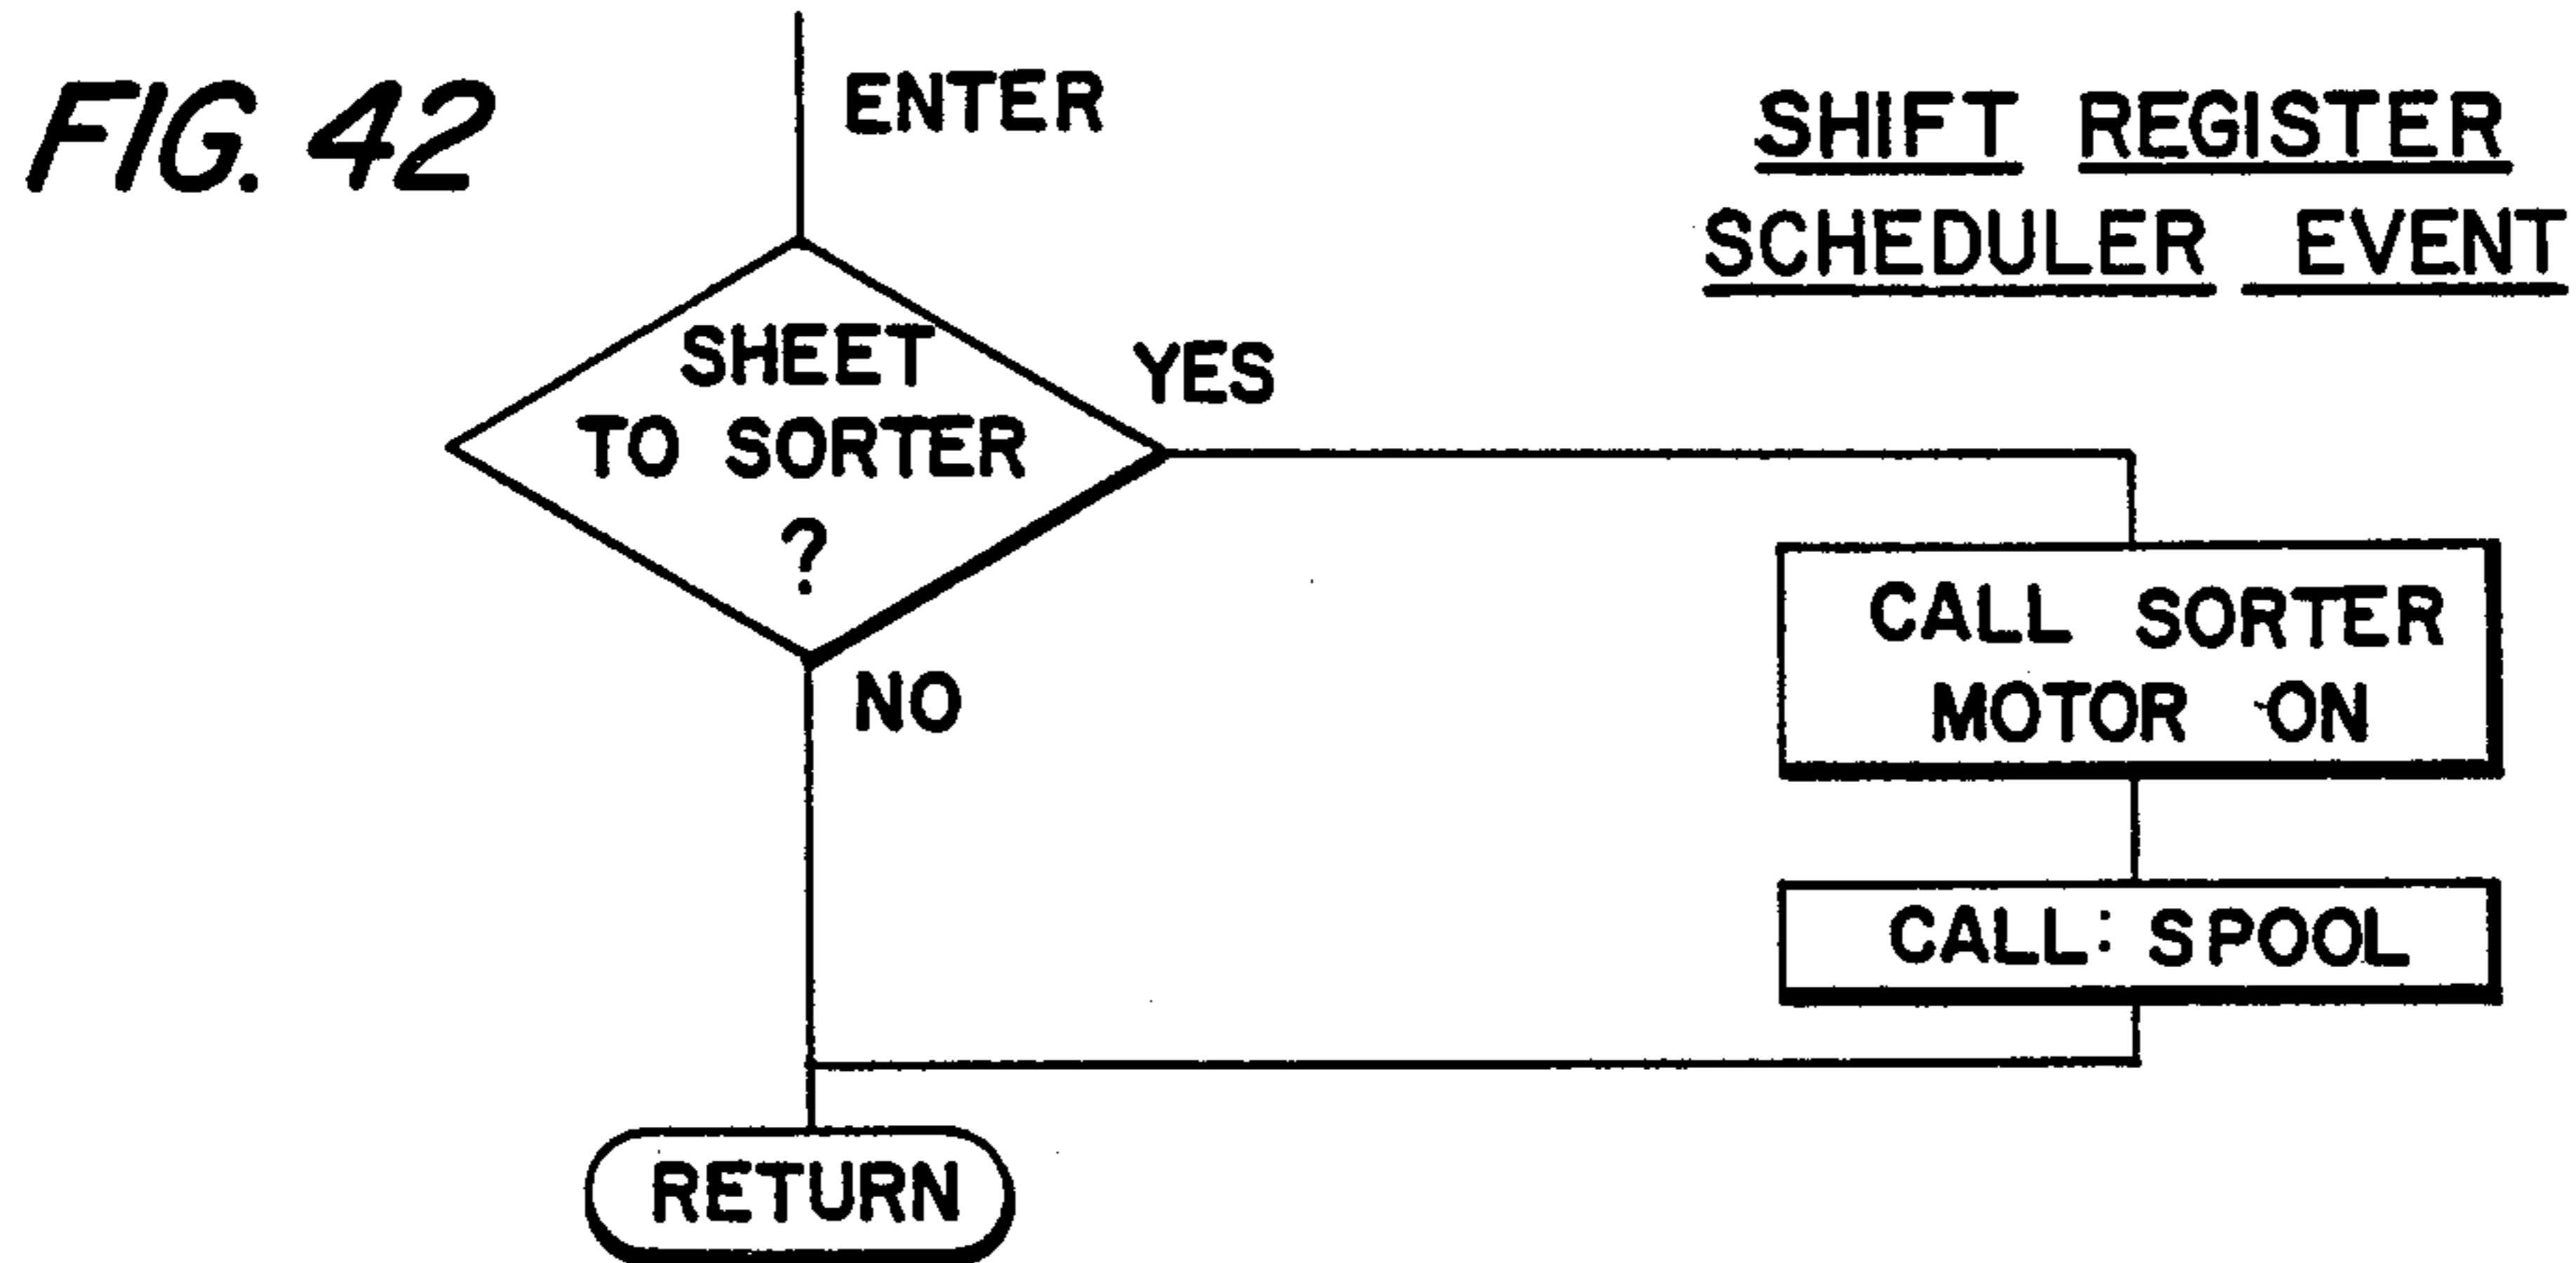 FIG. 42
ENTER
SHIFT REGISTER
SCHEDULER EVENT
SHEET
TO SORTER
?
YES
NO
CALL SORTER
MOTOR ON
CALL: SPOOL
RETURN